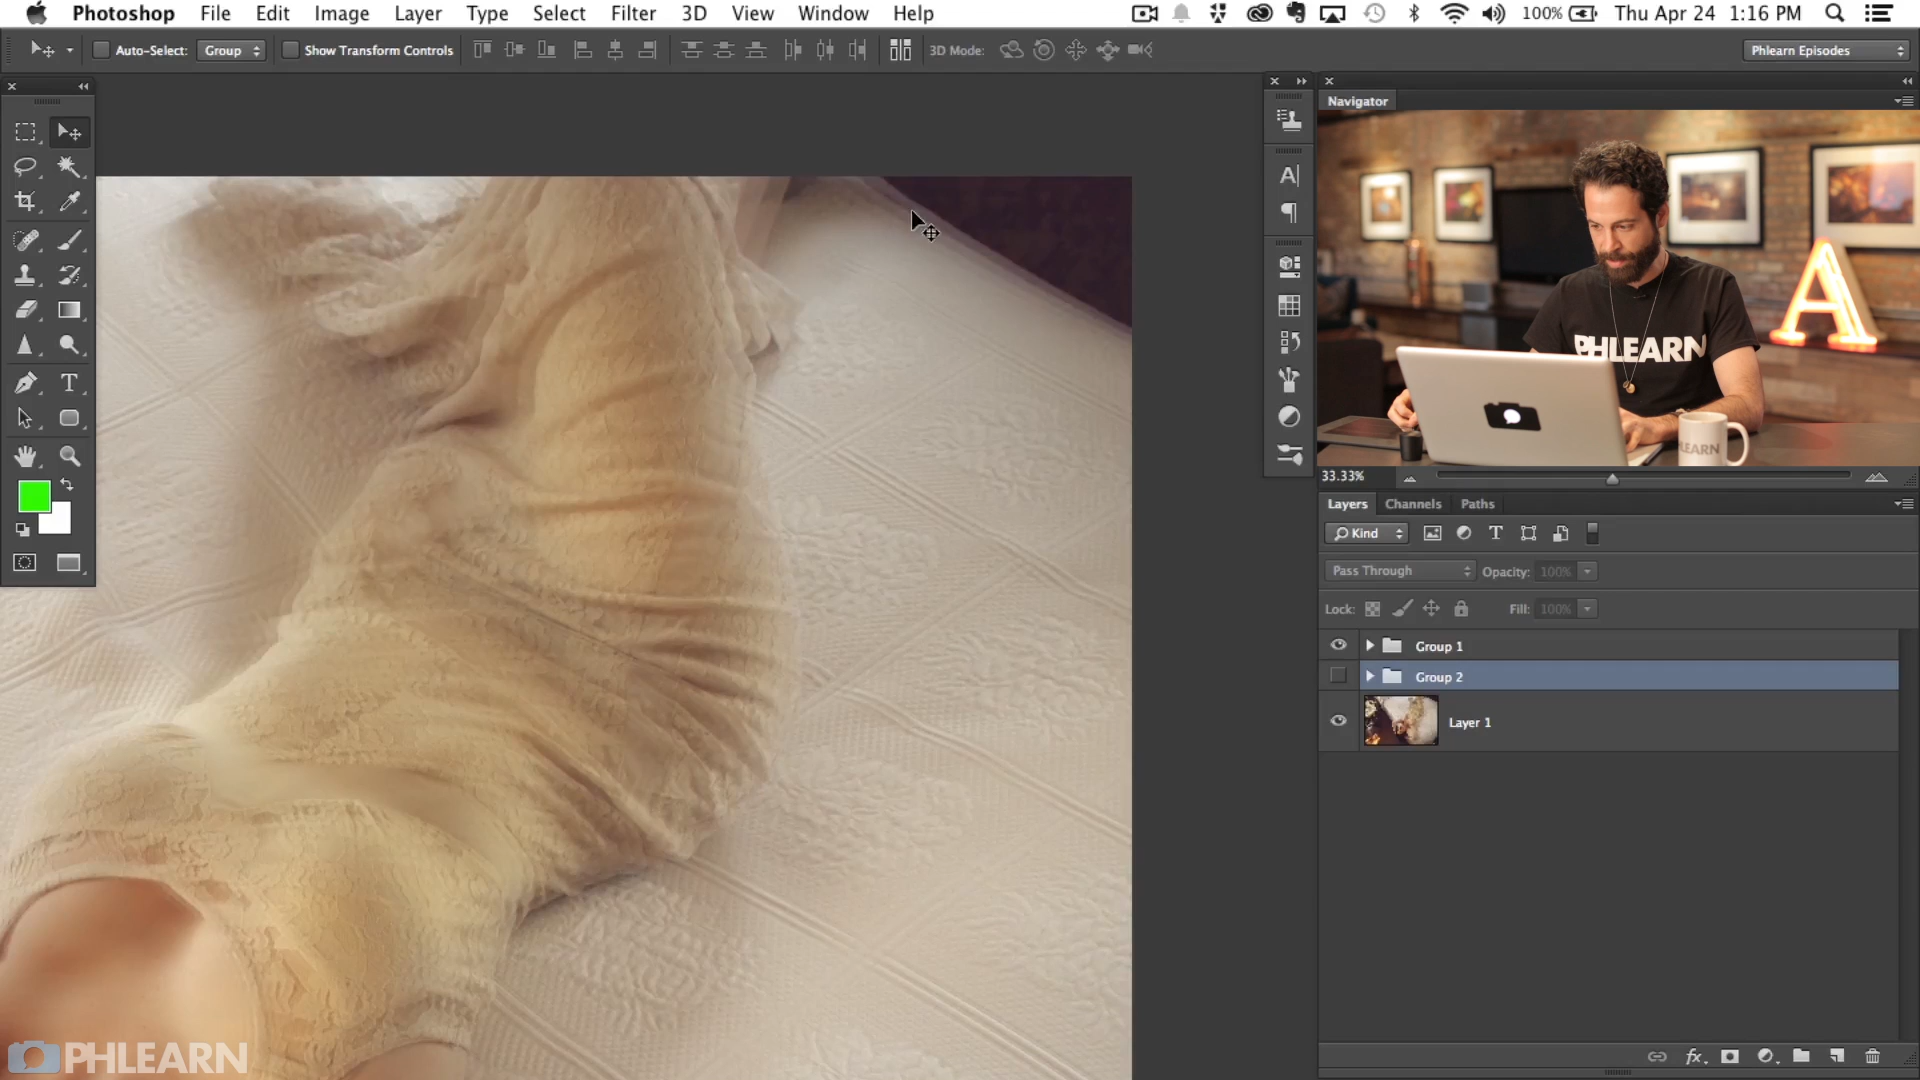 Photoshop File Edit Image Layer Type Select Filter 3D View Window Help 100% Thu Apr 24 1:16 PM
Auto-Select: Group Show Transform Controls 3D Mode: Phlearn Episodes
Navigator
PHLEARN
A
LEARN
33.33%
Layers Channels Paths
Kind
Pass Through Opacity: 100%
Lock: Fill: 100%
Group 1
Group 2
Layer 1
fx
PHLEARN